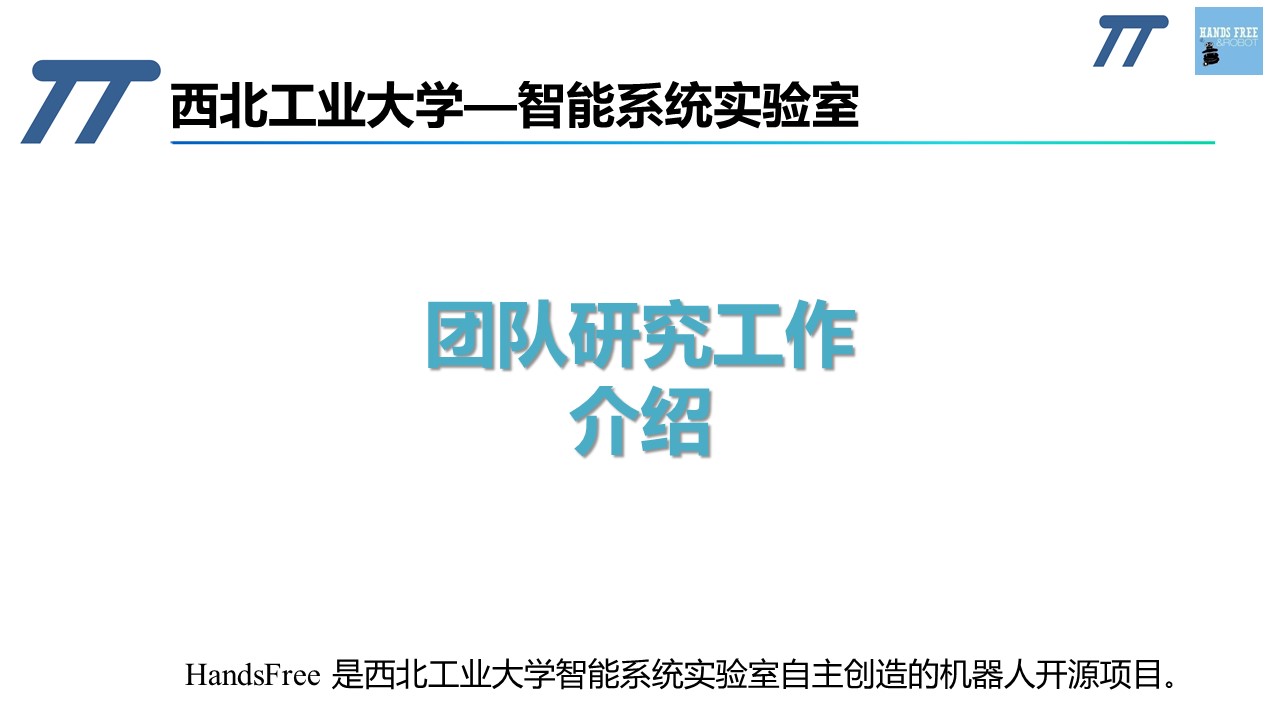 HANDS FREE
&ROBOT
西北工业大学—智能系统实验室
团队研究工作
介绍
HandsFree 是西北工业大学智能系统实验室自主创造的机器人开源项目。